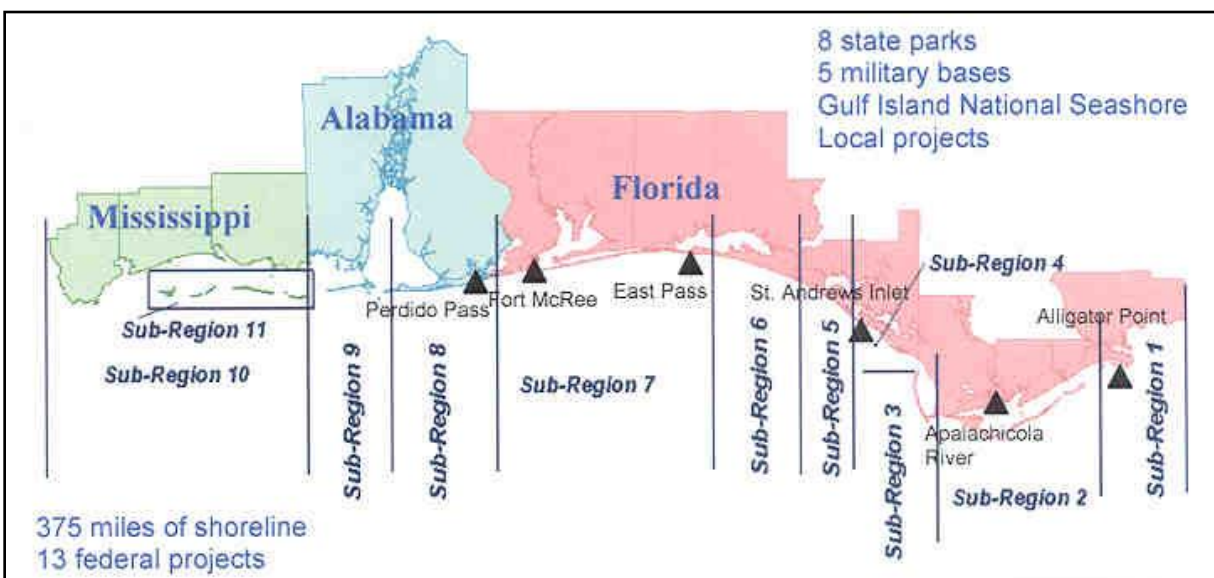 8 state parks
5 military bases
Gulf Island National Seashore
Local projects
Alabama
Florida
Mississippi
Sub-Region 4
Perdido Pass
Fort McRee
East Pass
St. Andrews Inlet
Alligator Point
Sub-Region 11
Sub-Region 10
Sub-Region 9
Sub-Region 8
Sub-Region 7
Sub-Region 6
Sub-Region 5
Sub-Region 3
Apalachicola
River
Sub-Region 2
Sub-Region 1
375 miles of shoreline
13 federal projects